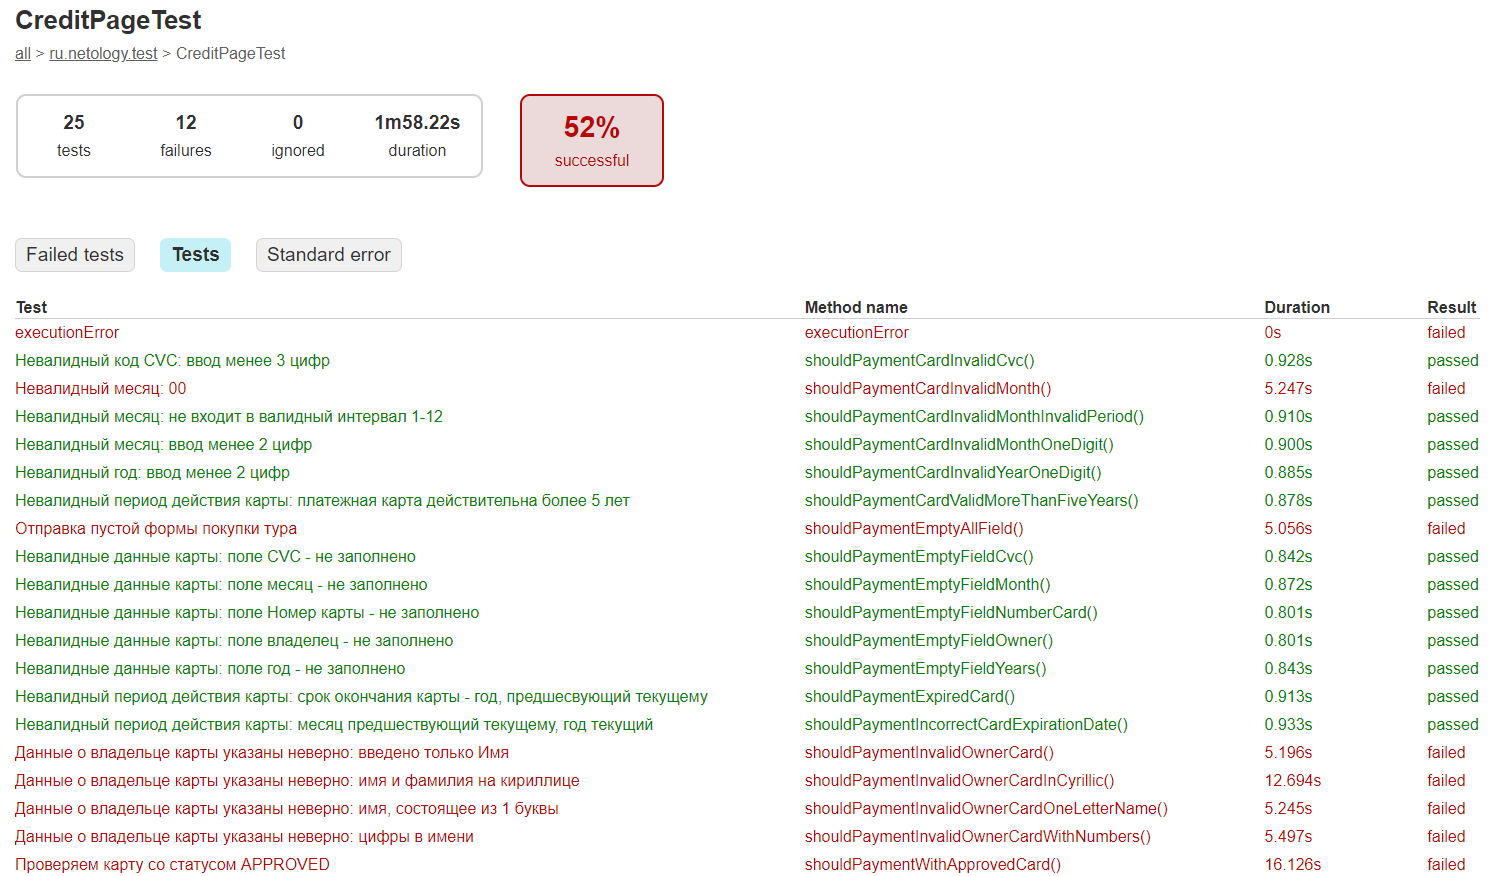 CreditPageTest
all > ru.netology.test > CreditPageTest
25 12 0 1m58.22s
tests failures ignored duration
52%
successful
Failed tests Tests Standard error
Test Method name Duration Result
executionError executionError 0s failed
Невалидный код CVC: ввод менее 3 цифр shouldPaymentCardInvalidCvc() 0.928s passed
Невалидный месяц: 00 shouldPaymentCardInvalidMonth() 5.247s failed
Невалидный месяц: не входит в валидный интервал 1-12 shouldPaymentCardInvalidMonthInvalidPeriod() 0.910s passed
Невалидный месяц: ввод менее 2 цифр shouldPaymentCardInvalidMonthOneDigit() 0.900s passed
Невалидный год: ввод менее 2 цифр shouldPaymentCardInvalidYearOneDigit() 0.885s passed
Невалидный период действия карты: платежная карта действительна более 5 лет shouldPaymentCardValidMoreThanFiveYears() 0.878s passed
Отправка пустой формы покупки тура shouldPaymentEmptyAllField() 5.056s failed
Невалидные данные карты: поле CVC - не заполнено shouldPaymentEmptyFieldCvc() 0.842s passed
Невалидные данные карты: поле месяц - не заполнено shouldPaymentEmptyFieldMonth() 0.872s passed
Невалидные данные карты: поле Номер карты - не заполнено shouldPaymentEmptyFieldNumberCard() 0.801s passed
Невалидные данные карты: поле владелец - не заполнено shouldPaymentEmptyFieldOwner() 0.801s passed
Невалидные данные карты: поле год - не заполнено shouldPaymentEmptyFieldYears() 0.843s passed
Невалидный период действия карты: срок окончания карты - год, предшесвующий текущему shouldPaymentExpiredCard() 0.913s passed
Невалидный период действия карты: месяц предшествующий текущему, год текущий shouldPaymentIncorrectCardExpirationDate() 0.933s passed
Данные о владельце карты указаны неверно: введено только Имя shouldPaymentInvalidOwnerCard() 5.196s failed
Данные о владельце карты указаны неверно: имя и фамилия на кириллице shouldPaymentInvalidOwnerCardInCyrillic() 12.694s failed
Данные о владельце карты указаны неверно: имя, состоящее из 1 буквы shouldPaymentInvalidOwnerCardOneLetterName() 5.245s failed
Данные о владельце карты указаны неверно: цифры в имени shouldPaymentInvalidOwnerCardWithNumbers() 5.497s failed
Проверяем карту со статусом APPROVED shouldPaymentWithApprovedCard() 16.126s failed